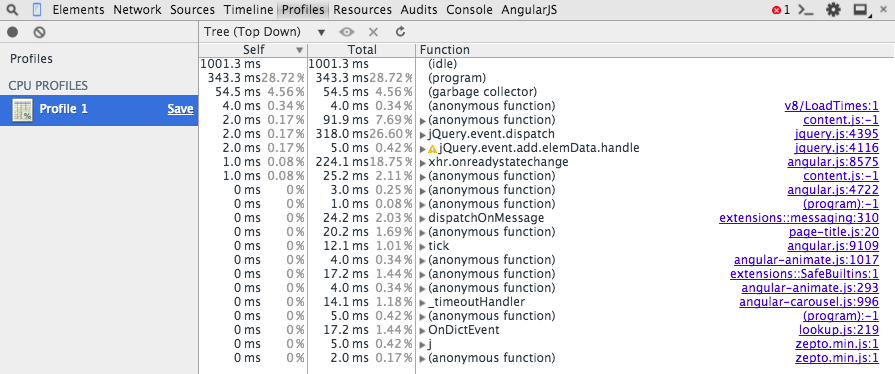 Elements Network Sources Timeline Profiles Resources Audits Console AngularJS 1
Tree (Top Down)
Profiles
CPU PROFILES
Profile 1 Save
Self Total Function
1001.3 ms 1001.3 ms (idle)
343.3 ms 28.72 % 343.3 ms 28.72 % (program)
54.5 ms 4.56 % 54.5 ms 4.56 % (garbage collector)
4.0 ms 0.34 % 4.0 ms 0.34 % (anonymous function) v8/LoadTimes:1
2.0 ms 0.17 % 91.9 ms 7.69 % (anonymous function) content.js:-1
2.0 ms 0.17 % 318.0 ms 26.60 % jQuery.event.dispatch jquery.js:4395
2.0 ms 0.17 % 5.0 ms 0.42 % jQuery.event.add.elemData.handle jquery.js:4116
1.0 ms 0.08 % 224.1 ms 18.75 % xhr.onreadystatechange angular.js:8575
1.0 ms 0.08 % 25.2 ms 2.11 % (anonymous function) content.js:-1
0 ms 0 % 3.0 ms 0.25 % (anonymous function) angular.js:4722
0 ms 0 % 1.0 ms 0.08 % (anonymous function) (program):-1
0 ms 0 % 24.2 ms 2.03 % dispatchOnMessage extensions::messaging:310
0 ms 0 % 20.2 ms 1.69 % (anonymous function) page-title.js:20
0 ms 0 % 12.1 ms 1.01 % tick angular.js:9109
0 ms 0 % 4.0 ms 0.34 % (anonymous function) angular-animate.js:1017
0 ms 0 % 17.2 ms 1.44 % (anonymous function) extensions::SafeBuiltins:1
0 ms 0 % 4.0 ms 0.34 % (anonymous function) angular-animate.js:293
0 ms 0 % 14.1 ms 1.18 % _timeoutHandler angular-carousel.js:996
0 ms 0 % 5.0 ms 0.42 % (anonymous function) (program):-1
0 ms 0 % 17.2 ms 1.44 % OnDictEvent lookup.js:219
0 ms 0 % 5.0 ms 0.42 % j zepto.min.js:1
0 ms 0 % 2.0 ms 0.17 % (anonymous function) zepto.min.js:1